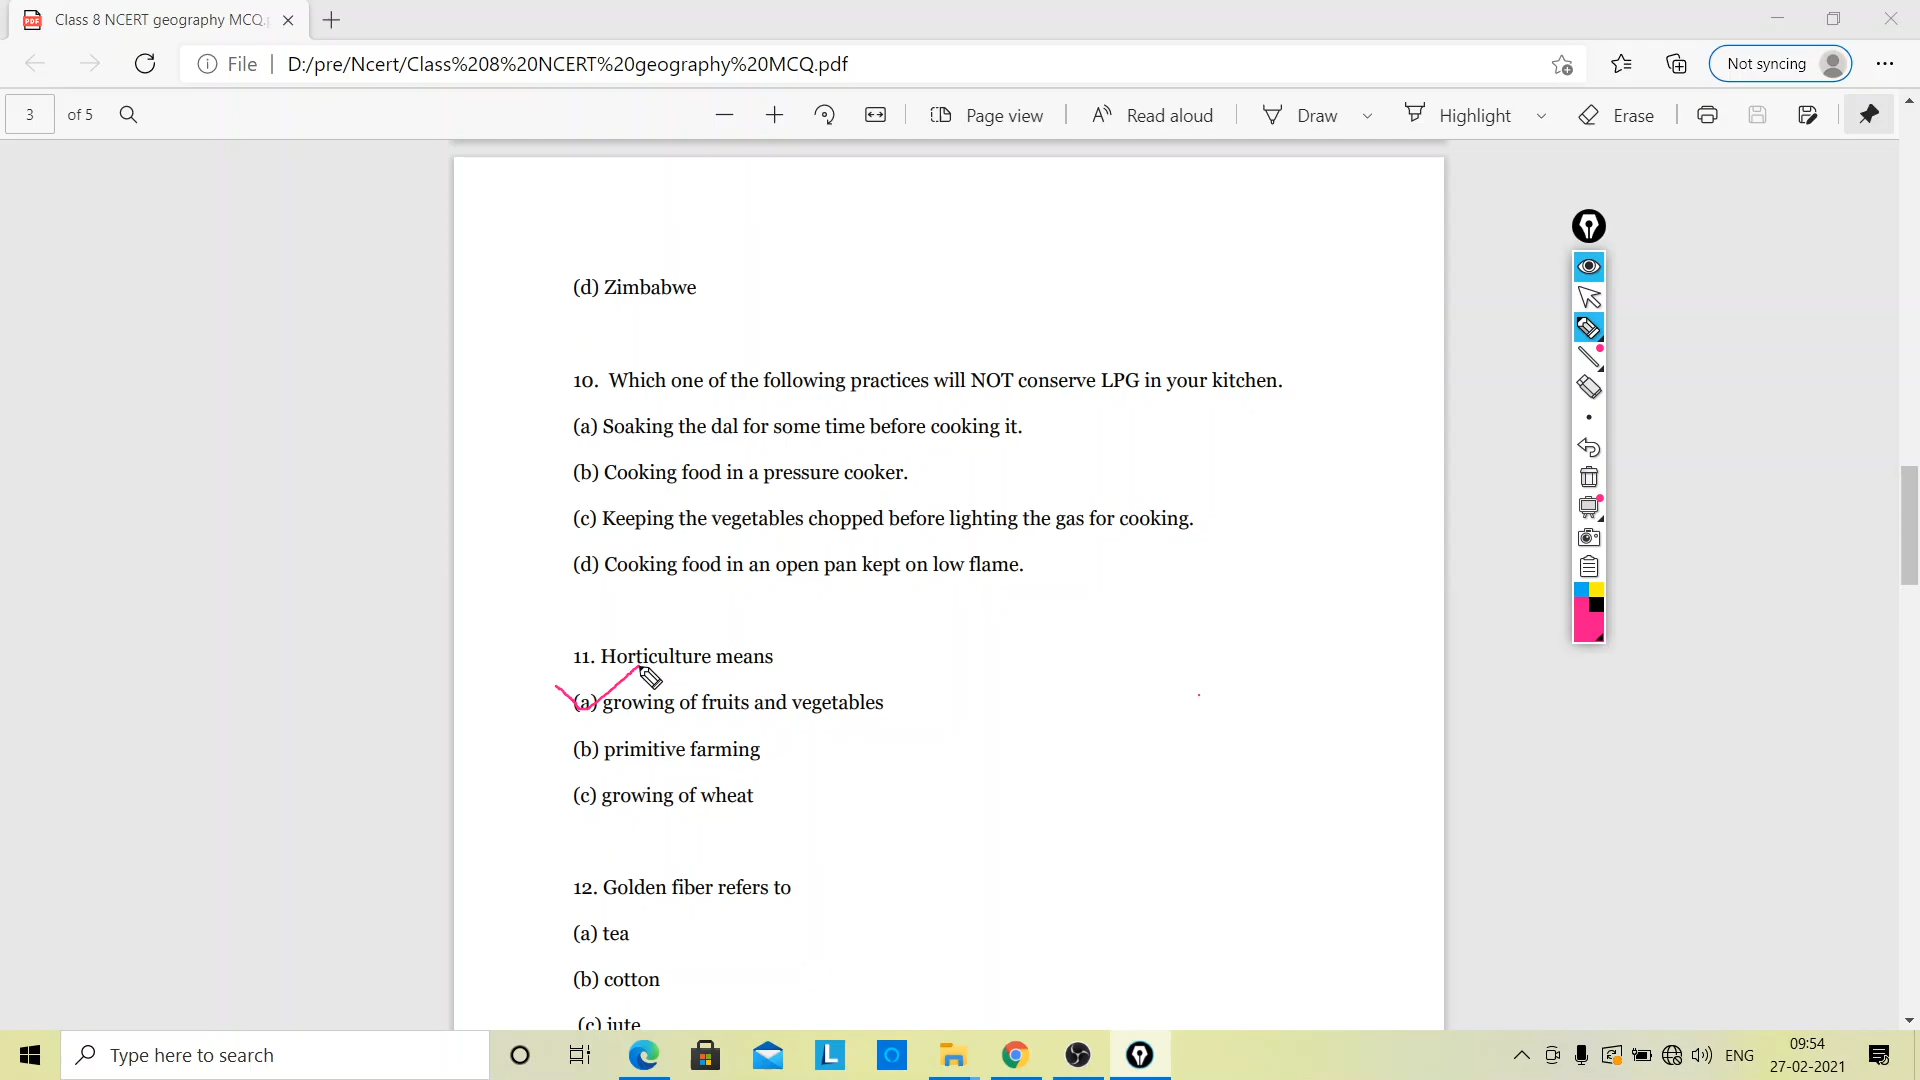 Class 8 NCERT geography MCQ.p
File
D:/pre/Ncert/Class%208%20NCERT%20geography%20MCQ.pdf
Not syncing
3 of 5
Page view
Read aloud
Draw
Highlight
Erase
(d) Zimbabwe
10. Which one of the following practices will NOT conserve LPG in your kitchen.
(a) Soaking the dal for some time before cooking it.
(b) Cooking food in a pressure cooker.
(c) Keeping the vegetables chopped before lighting the gas for cooking.
(d) Cooking food in an open pan kept on low flame.
11. Horticulture means
(a) growing of fruits and vegetables
(b) primitive farming
(c) growing of wheat
12. Golden fiber refers to
(a) tea
(b) cotton
(c) jute
Type here to search
ENG
09:54
27-02-2021